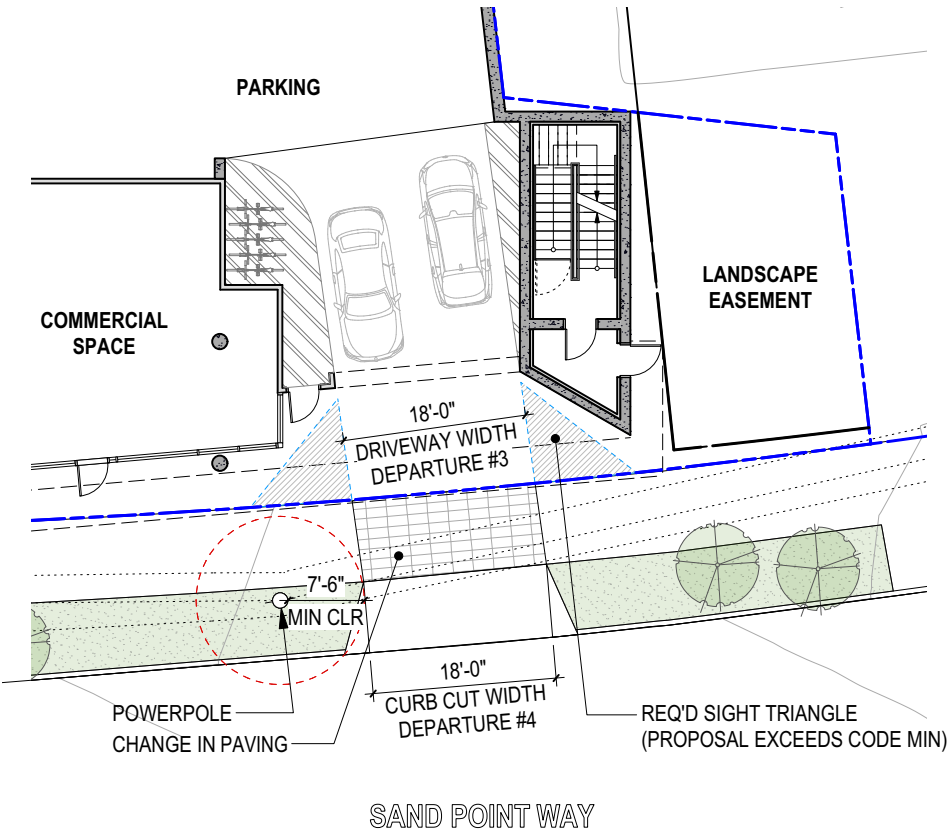 PARKING
COMMERCIAL
SPACE
LANDSCAPE
EASEMENT
18'-0"
DRIVEWAY WIDTH
DEPARTURE #3
7'-6"
MIN CLR
18'-0"
CURB CUT WIDTH
DEPARTURE #4
POWERPOLE
CHANGE IN PAVING
REQ'D SIGHT TRIANGLE
(PROPOSAL EXCEEDS CODE MIN)
SAND POINT WAY